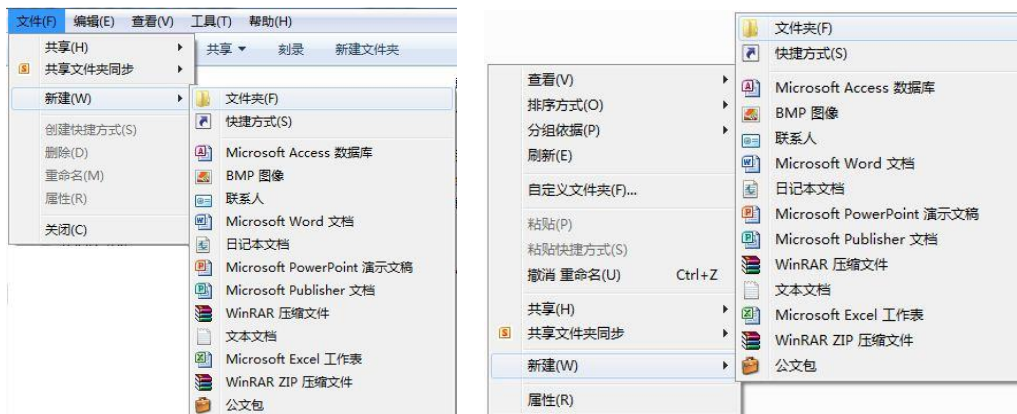 文件(F) 编辑(E) 查看(V) 工具(T) 帮助(H)
共享 刻录 新建文件夹
共享(H)
共享文件夹同步
新建(W)
创建快捷方式(S)
删除(D)
重命名(M)
属性(R)
关闭(C)
文件夹(F)
快捷方式(S)
Microsoft Access 数据库
BMP 图像
联系人
Microsoft Word 文档
日记本文档
Microsoft PowerPoint 演示文稿
Microsoft Publisher 文档
WinRAR 压缩文件
文本文档
Microsoft Excel 工作表
WinRAR ZIP 压缩文件
公文包
查看(V)
排序方式(O)
分组依据(P)
刷新(E)
自定义文件夹(F)...
粘贴(P)
粘贴快捷方式(S)
撤消 重命名(U) Ctrl+Z
共享(H)
共享文件夹同步
新建(W)
属性(R)
文件夹(F)
快捷方式(S)
Microsoft Access 数据库
BMP 图像
联系人
Microsoft Word 文档
日记本文档
Microsoft PowerPoint 演示文稿
Microsoft Publisher 文档
WinRAR 压缩文件
文本文档
Microsoft Excel 工作表
WinRAR ZIP 压缩文件
公文包